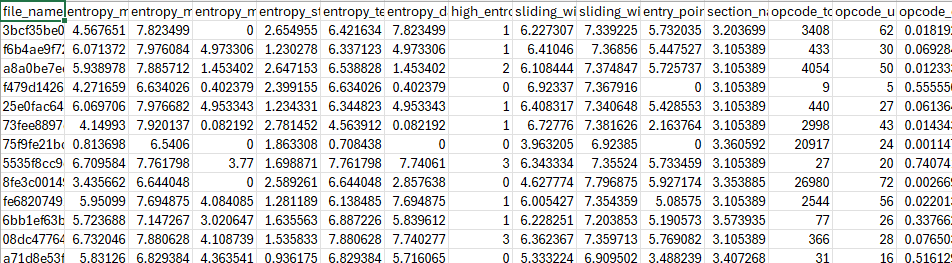 file_name entropy_m entropy_m entropy_m entropy_st entropy_te entropy_d high_entro sliding_wi sliding_wi entry_poir section_na opcode_to opcode_u opcode_
3bcf35be0 4.567651 7.823499 0 2.654955 6.421634 7.823499 1 6.227307 7.339225 5.732035 3.203699 3408 62 0.01819
f6b4ae9f7 6.071372 7.976084 4.973306 1.230278 6.337123 4.973306 1 6.41046 7.36856 5.447527 3.105389 433 30 0.06928
a8a0be7e 5.938978 7.885712 1.453402 2.647153 6.538828 1.453402 2 6.108444 7.374847 5.725737 3.105389 4054 50 0.01233
f479d1426 4.271659 6.634026 0.402379 2.399155 6.634026 0.402379 0 6.92337 7.367916 0 3.105389 9 5 0.55555
25e0fac64 6.069706 7.976682 4.953343 1.234331 6.344823 4.953343 1 6.408317 7.340648 5.428553 3.105389 440 27 0.06136
73fee8897 4.14993 7.920137 0.082192 2.781452 4.563912 0.082192 1 6.72776 7.381626 2.163764 3.105389 2998 43 0.01434
75f9fe21b 0.813698 6.5406 0 1.863308 0.708438 0 0 3.963205 6.92385 0 3.360592 20917 24 0.00114
5535f8cc9 6.709584 7.761798 3.77 1.698871 7.761798 7.74061 3 6.343334 7.35524 5.733459 3.105389 27 20 0.74074
8fe3c0014 3.435662 6.644048 0 2.589261 6.644048 2.857638 0 4.627774 7.796875 5.927174 3.353885 26980 72 0.00266
fe6820749 5.95099 7.694875 4.084085 1.281189 6.138485 7.694875 1 6.005427 7.354359 5.08575 3.105389 2544 56 0.02201
6bb1ef63b 5.723688 7.147267 3.020647 1.635563 6.887226 5.839612 1 6.228251 7.203853 5.190573 3.573935 77 26 0.33766
08dc47764 6.732046 7.880628 4.108739 1.535833 7.880628 7.740277 3 6.362367 7.359713 5.769082 3.105389 366 28 0.07650
a71d8e53f 5.83126 6.829384 4.363541 0.936175 6.829384 5.716065 0 5.333224 6.909502 3.488239 3.407268 31 16 0.51612